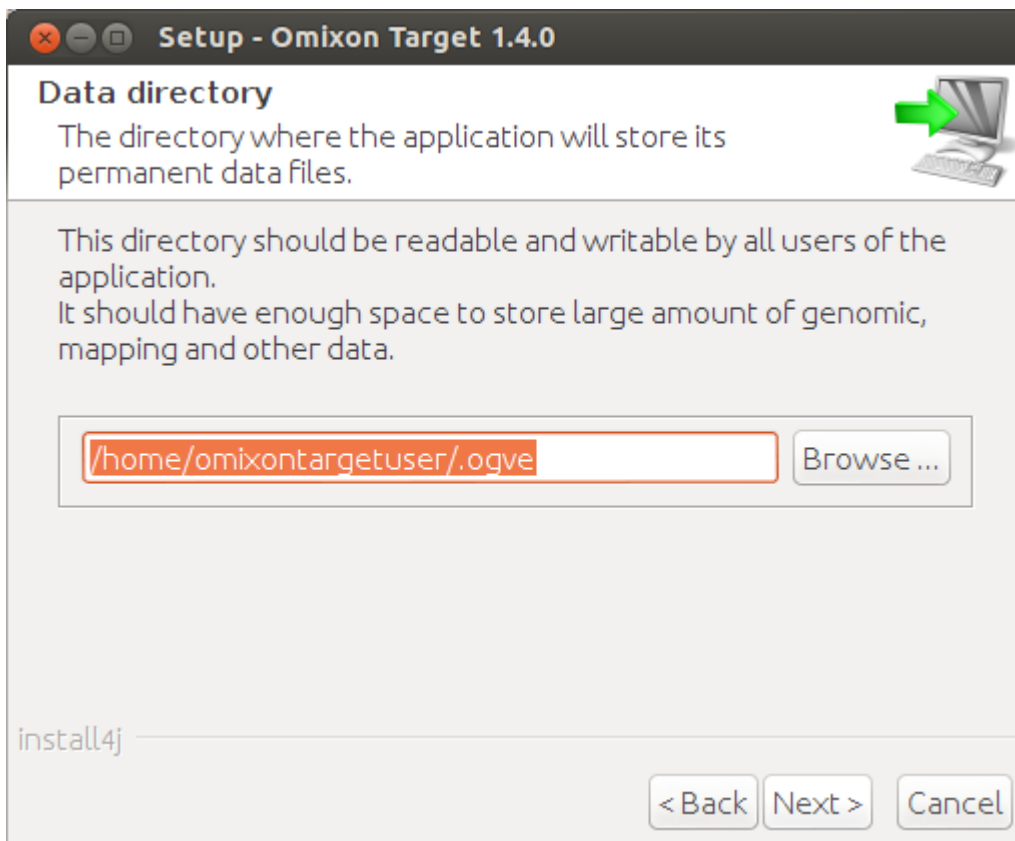 Setup - Omixon Target 1.4.0
Data directory
The directory where the application will store its
permanent data files.
This directory should be readable and writable by all users of the
application.
It should have enough space to store large amount of genomic,
mapping and other data.
/home/omixontargetuser/.ogve
Browse ...
install4j
< Back
Next >
Cancel